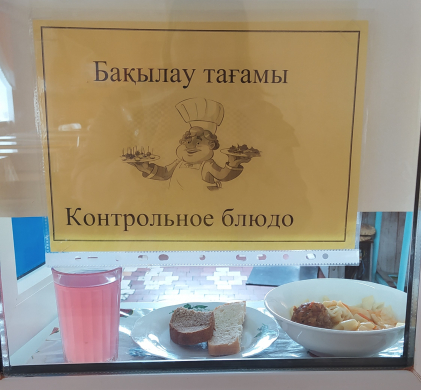 Бақылау тағамы
Контрольное блюдо